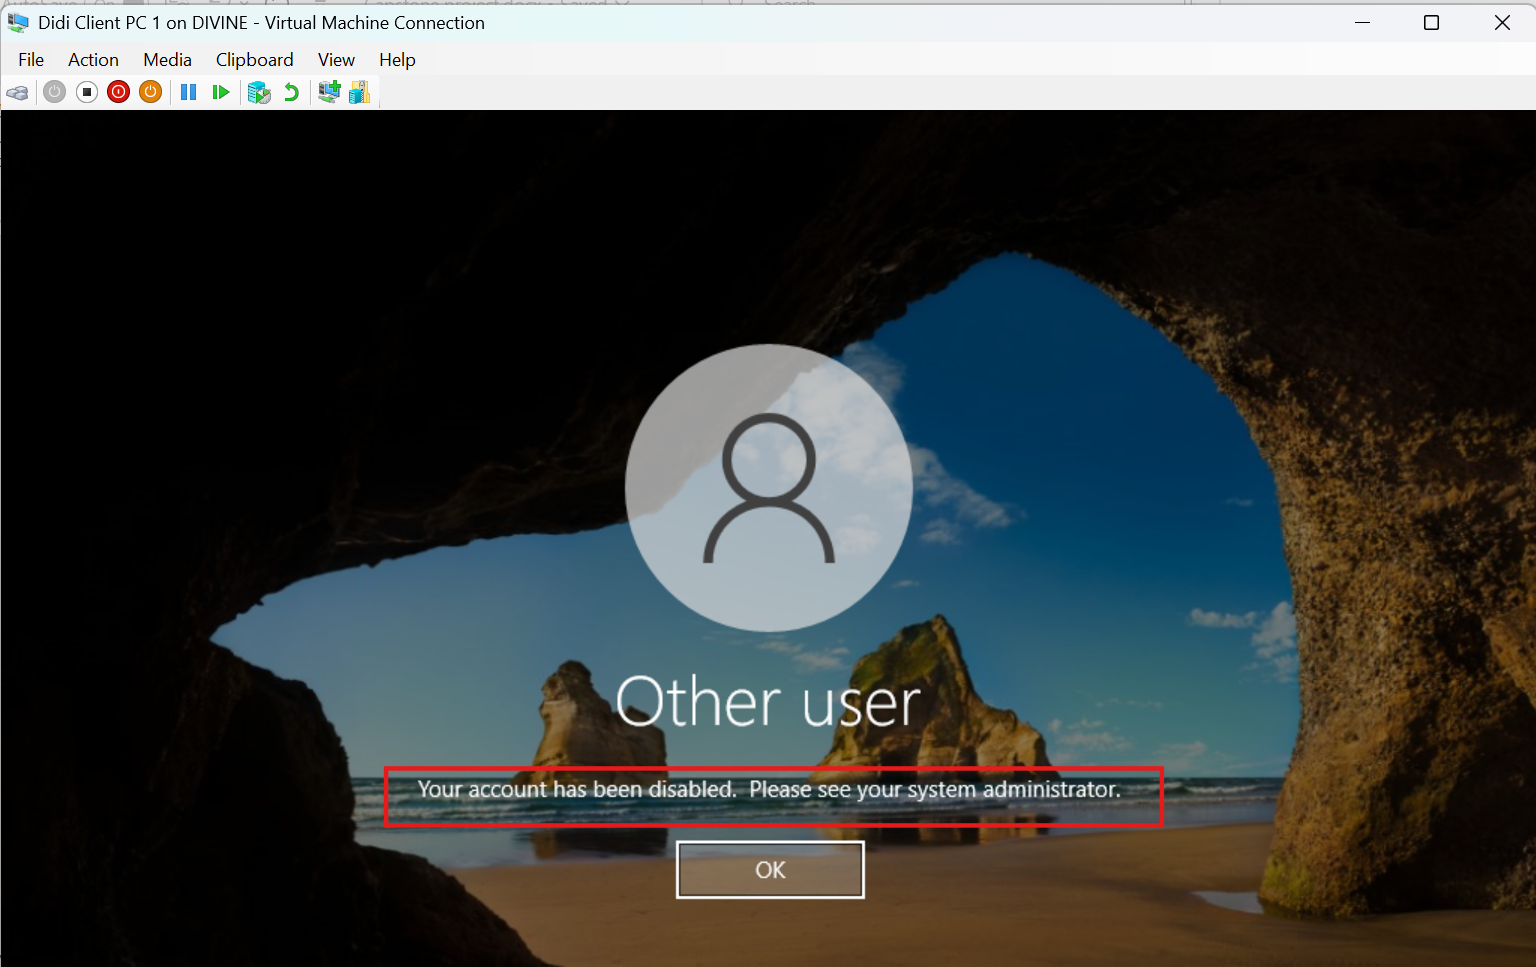 Didi Client PC 1 on DIVINE - Virtual Machine Connection
File Action Media Clipboard View Help
Other user
Your account has been disabled. Please see your system administrator.
OK